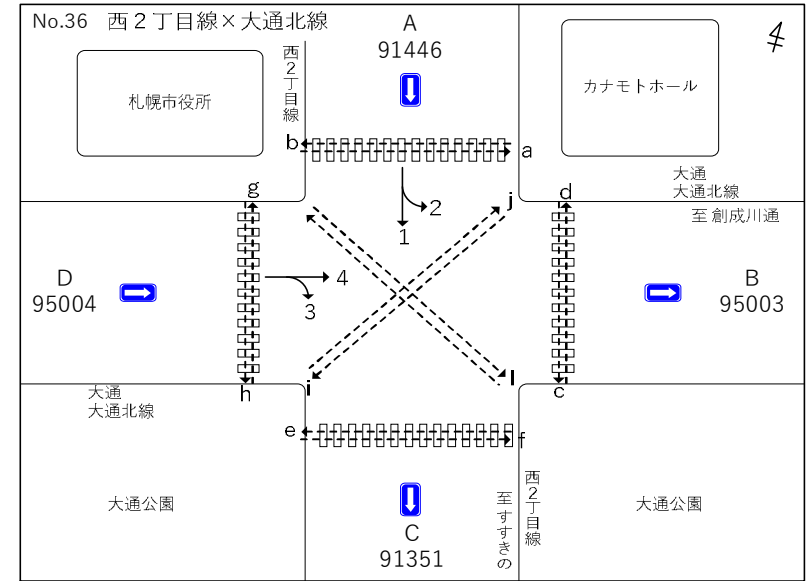 No.36 西２丁目線×大通北線
A
91446
西２丁目線
札幌市役所
カナモトホール
b
a
大通
大通北線
至 創成川通
g
j
d
2
1
D
95004
4
3
B
95003
大通
大通北線
h
i
l
c
e
f
大通公園
C
91351
至 すすきの
西２丁目線
大通公園